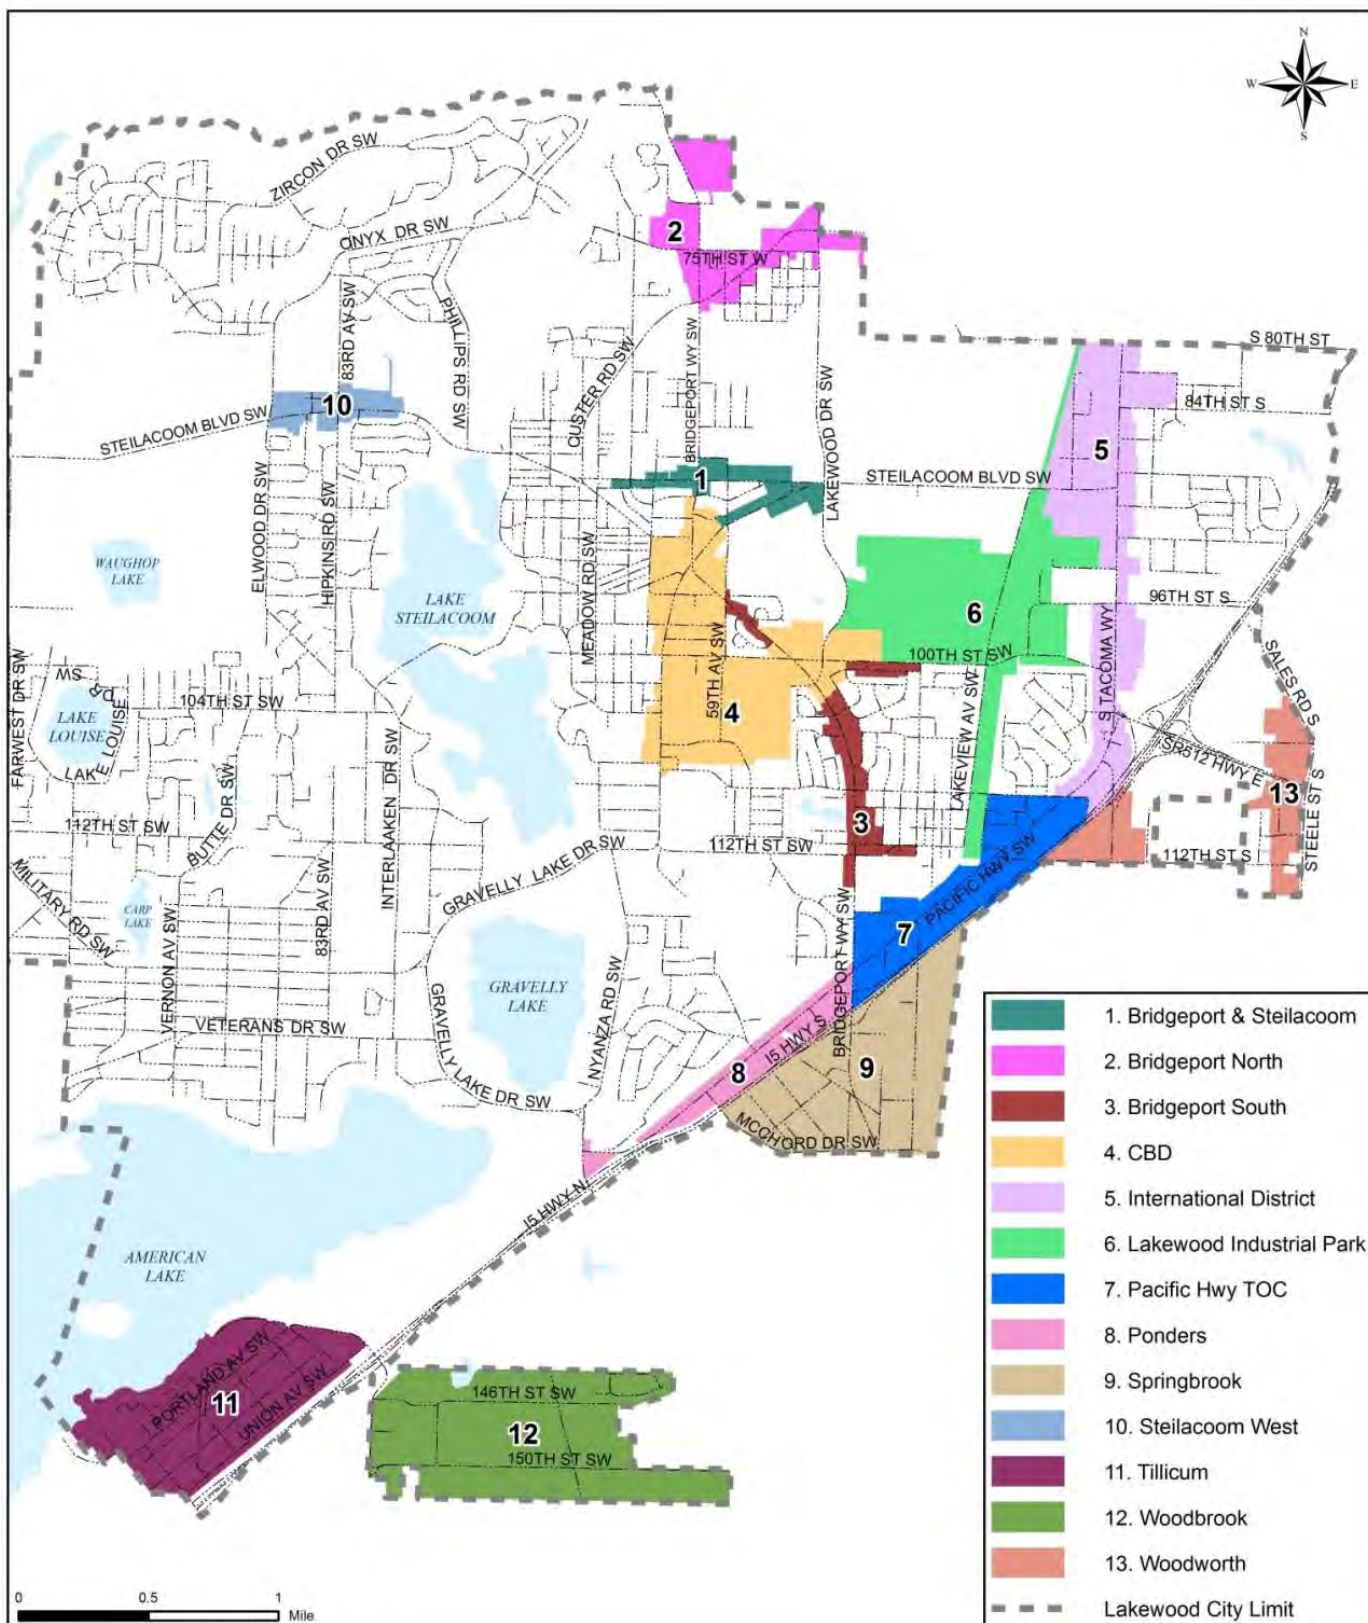 N
W E
S
ZIRCON DR SW
ONYX DR SW
2
75TH ST W
83RD AV SW
PHILLIPS RD SW
S 80TH ST
CUSTER RD SW
BRIDGEPORT WY SW
LAKEWOOD DR SW
84TH ST S
10
STEILACOOM BLVD SW
5
1
STEILACOOM BLVD SW
ELWOOD DR SW
HIPKINS RD SW
WAUGHOP
LAKE
LAKE
STEILACOOM
MEADOW RD SW
96TH ST S
6
100TH ST SW
S TACOMA WY
SALES RD S
FARWEST DR SW
LAKE LOUISE DR SW
LAKE
LOUISE
104TH ST SW
59TH AV SW
4
LAKEVIEW AV SW
SR512 HWY E
13
STEELE ST S
112TH ST SW
BUTTE DR SW
INTERLAAKEN DR SW
3
112TH ST SW
112TH ST S
GRAVELLY LAKE DR SW
PACIFIC HWY SW
MILITARY RD SW
CARP
LAKE
VERNON AV SW
83RD AV SW
7
GRAVELLY
LAKE
NYANZA RD SW
BRIDGEPORT WY SW
VETERANS DR SW
GRAVELLY LAKE DR SW
I5 HWY S
8
9
MCCHORD DR SW
I5 HWY N
AMERICAN
LAKE
PORTLAND AV SW
11
UNION AV SW
146TH ST SW
12
150TH ST SW
1. Bridgeport & Steilacoom
2. Bridgeport North
3. Bridgeport South
4. CBD
5. International District
6. Lakewood Industrial Park
7. Pacific Hwy TOC
8. Ponders
9. Springbrook
10. Steilacoom West
11. Tillicum
12. Woodbrook
13. Woodworth
Lakewood City Limit
0 0.5 1
Mile